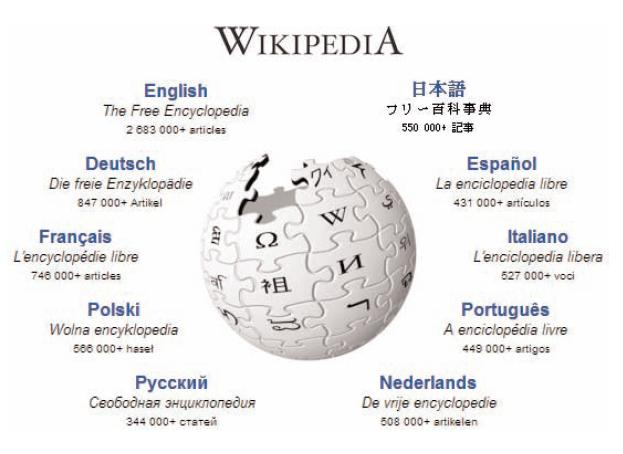 WIKIPEDIA
English
The Free Encyclopedia
2 683 000+ articles
日本語
フリー百科事典
550 000+ 記事
Deutsch
Die freie Enzyklopädie
847 000+ Artikel
Español
La enciclopedia libre
431 000+ artículos
Français
L'encyclopédie libre
746 000+ articles
Italiano
L'enciclopedia libera
527 000+ voci
Polski
Wolna encyklopedia
566 000+ haseł
Português
A enciclopédia livre
449 000+ artigos
Русский
Свободная энциклопедия
344 000+ статей
Nederlands
De vrije encyclopedie
508 000+ artikelen
Ω
W
祖
И